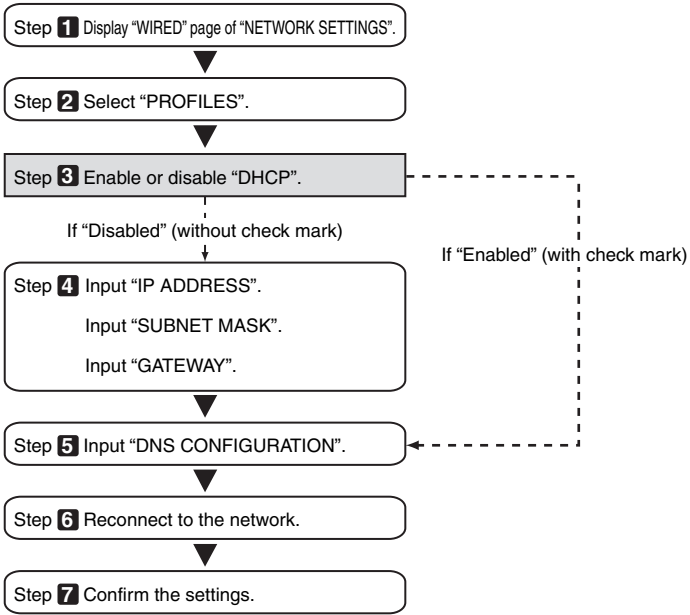 Step 1 Display “WIRED” page of “NETWORK SETTINGS”.
Step 2 Select “PROFILES”.
Step 3 Enable or disable “DHCP”.
If “Disabled” (without check mark)
If “Enabled” (with check mark)
Step 4 Input “IP ADDRESS”.
Input “SUBNET MASK”.
Input “GATEWAY”.
Step 5 Input “DNS CONFIGURATION”.
Step 6 Reconnect to the network.
Step 7 Confirm the settings.